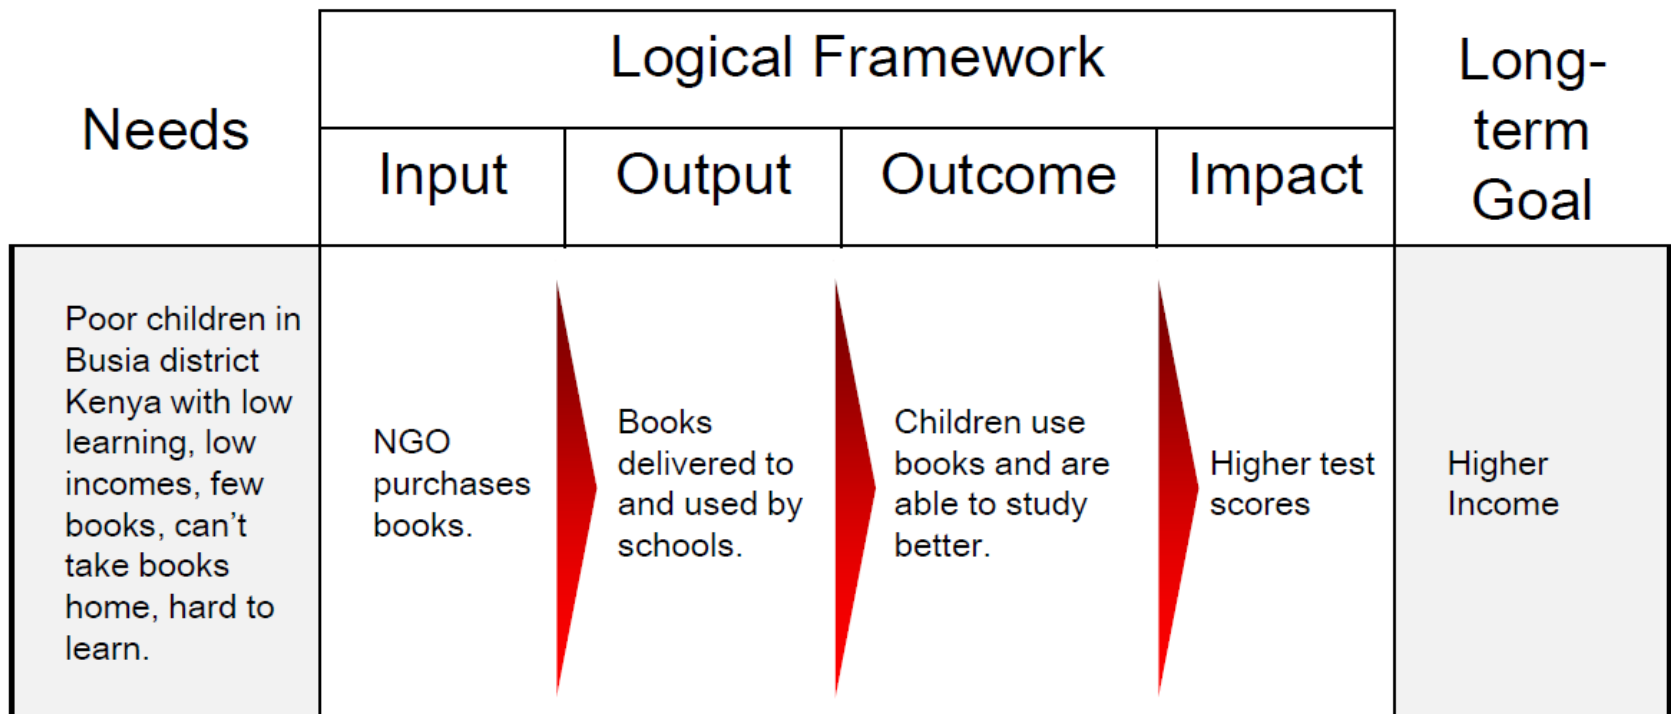 Needs
Logical Framework
Long-
term
Goal
Input
Output
Outcome
Impact
Poor children in
Busia district
Kenya with low
learning, low
incomes, few
books, can’t
take books
home, hard to
learn.
NGO
purchases
books.
Books
delivered to
and used by
schools.
Children use
books and are
able to study
better.
Higher test
scores
Higher
Income